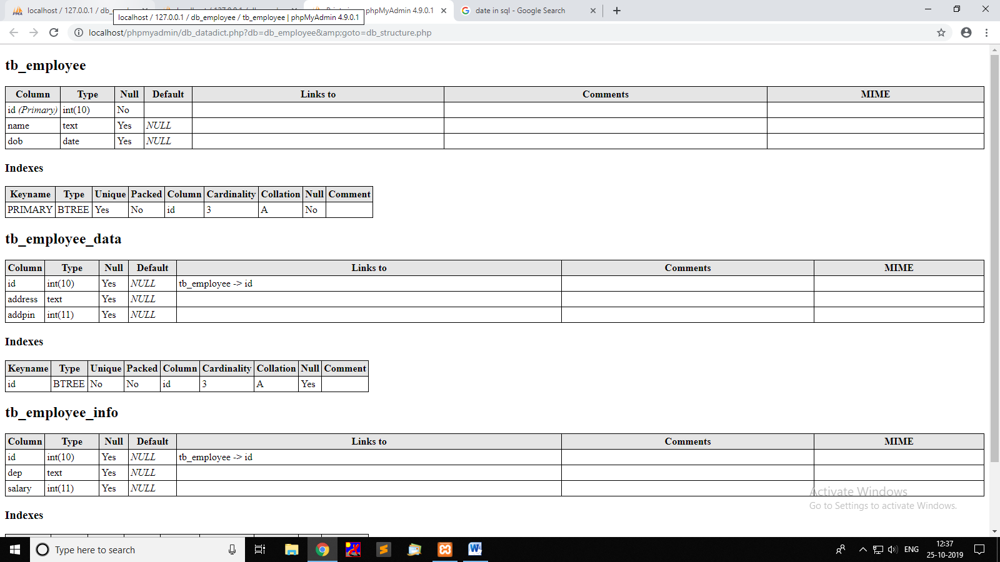 localhost / 127.0.0.1 / db_
phpMyAdmin 4.9.0.1
date in sql - Google Search
localhost / 127.0.0.1 / db_employee / tb_employee | phpMyAdmin 4.9.0.1
localhost/phpmyadmin/db_datadict.php?db=db_employee&amp;goto=db_structure.php
tb_employee
Column Type Null Default Links to Comments MIME
id (Primary) int(10) No
name text Yes NULL
dob date Yes NULL
Indexes
Keyname Type Unique Packed Column Cardinality Collation Null Comment
PRIMARY BTREE Yes No id 3 A No
tb_employee_data
Column Type Null Default Links to Comments MIME
id int(10) Yes NULL tb_employee -> id
address text Yes NULL
addpin int(11) Yes NULL
Indexes
Keyname Type Unique Packed Column Cardinality Collation Null Comment
id BTREE No No id 3 A Yes
tb_employee_info
Column Type Null Default Links to Comments MIME
id int(10) Yes NULL tb_employee -> id
dep text Yes NULL
salary int(11) Yes NULL
Activate Windows
Go to Settings to activate Windows.
Indexes
Type here to search
ENG
12:37
25-10-2019